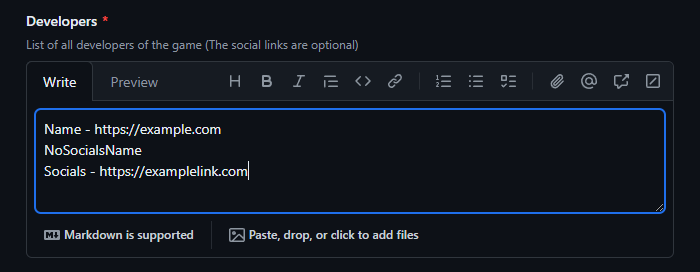 Developers *
List of all developers of the game (The social links are optional)
Write Preview H B I <> @
Name - https://example.com
NoSocialsName
Socials - https://examplelink.com
Markdown is supported Paste, drop, or click to add files